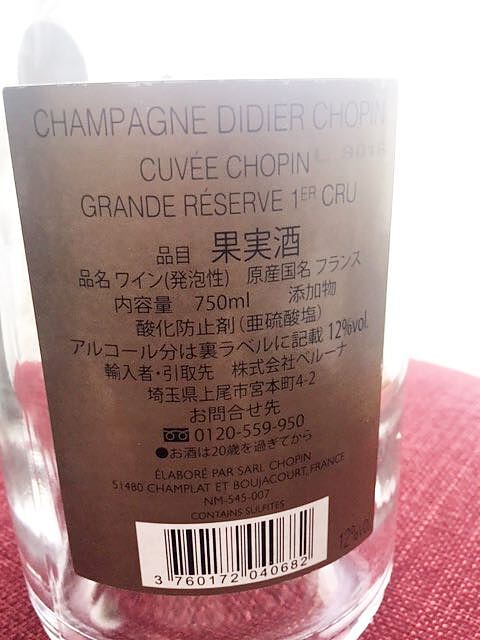 CHAMPAGNE DIDIER CHOPIN
CUVÉE CHOPIN
GRANDE RÉSERVE 1ER CRU
品目 果実酒
品名 ワイン(発泡性) 原産国名 フランス
内容量 750ml 添加物
酸化防止剤(亜硫酸塩)
アルコール分は裏ラベルに記載 12%vol.
輸入者・引取先 株式会社ベルーナ
埼玉県上尾市宮本町4-2
お問合せ先
0120-559-950
●お酒は20歳を過ぎてから
ÉLABORÉ PAR SARL CHOPIN
51480 CHAMPLAT ET BOUJACOURT, FRANCE
NM-545-007
CONTAINS SULFITES
12%vol
3 760172 040682